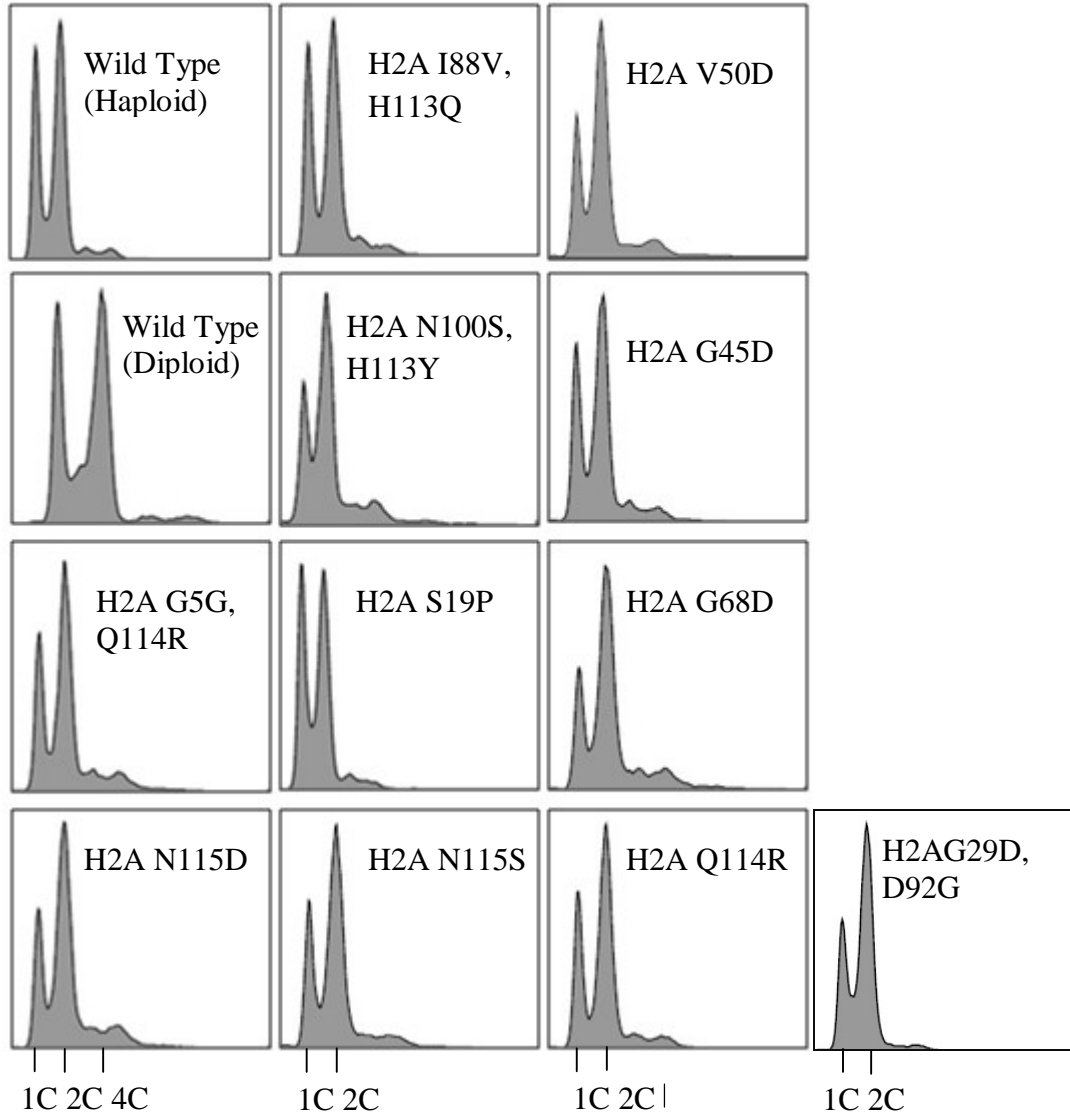 Wild Type
(Haploid)
H2A I88V,
H113Q
H2A V50D
Wild Type
(Diploid)
H2A N100S,
H113Y
H2A G45D
H2A G5G,
Q114R
H2A S19P
H2A G68D
H2A N115D
H2A N115S
H2A Q114R
H2AG29D,
D92G
1C 2C 4C
1C 2C
1C 2C
1C 2C